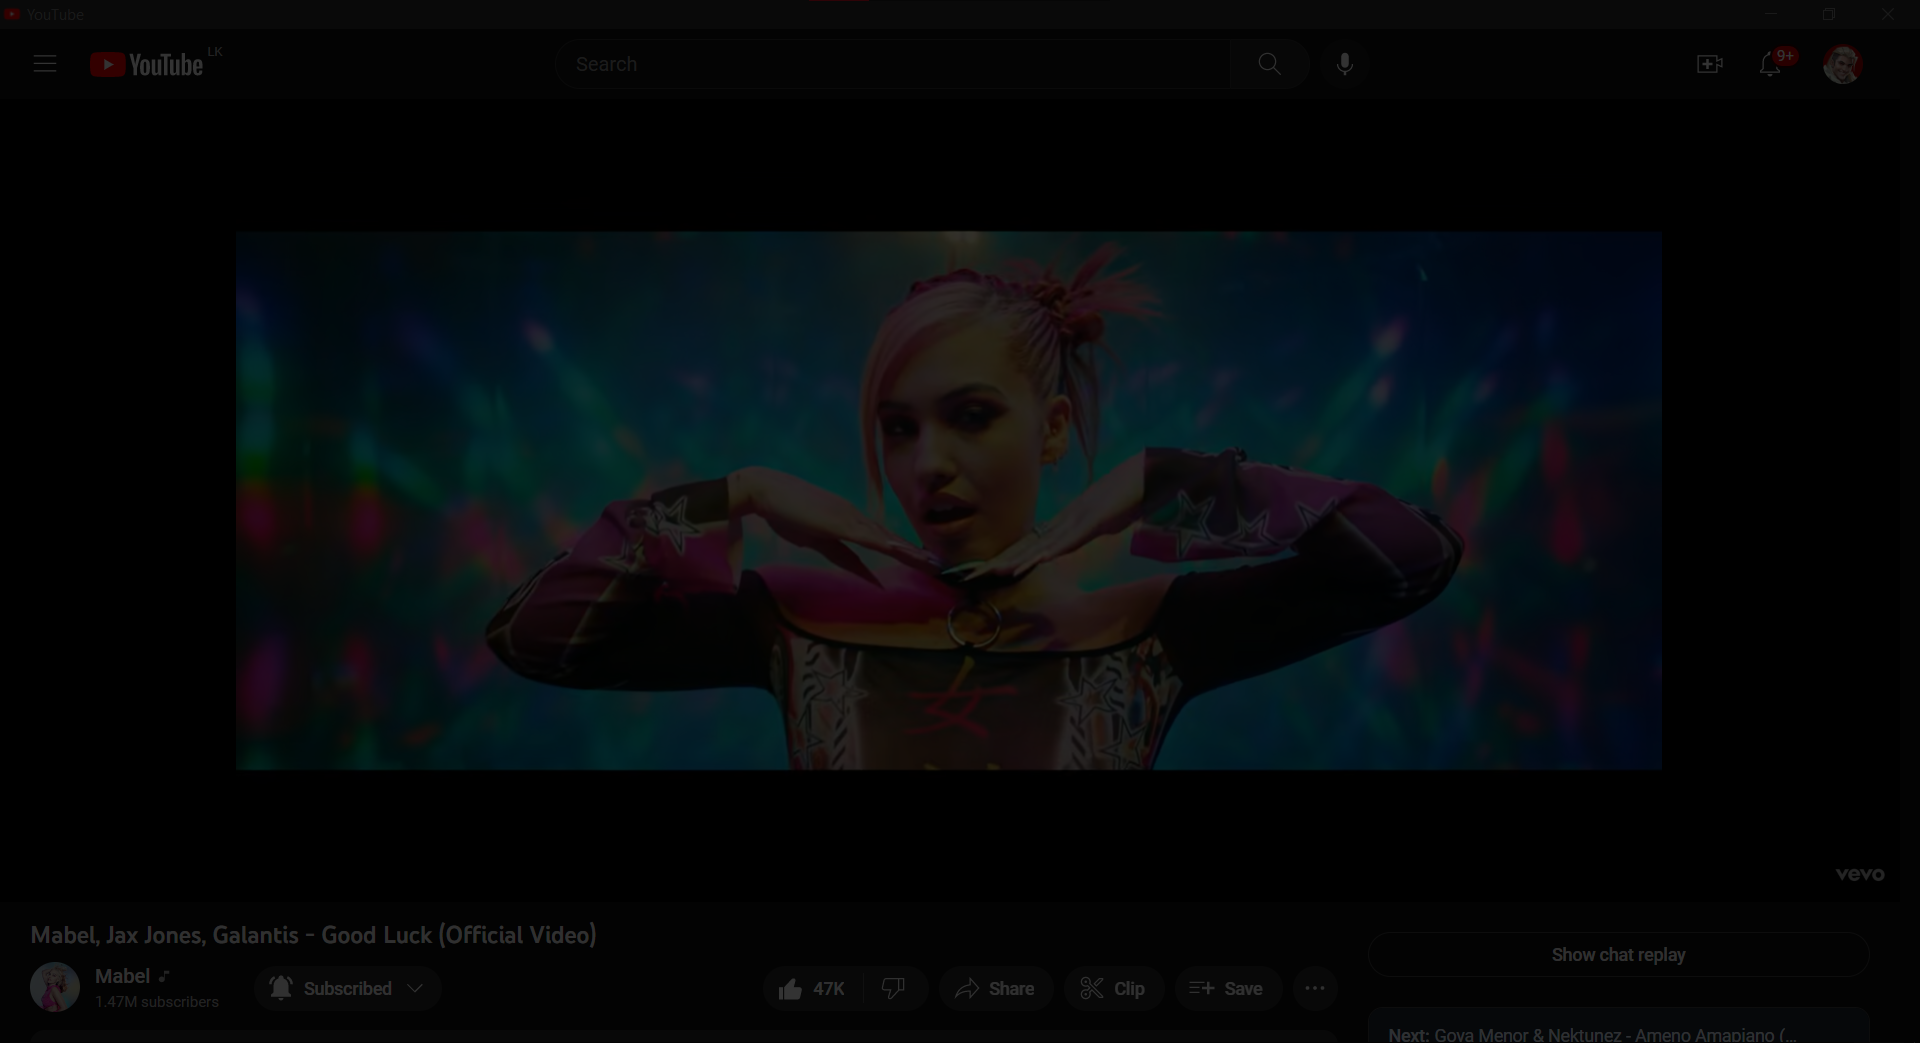 YouTube
YouTube LK
Search
9+
女
vevo
Mabel, Jax Jones, Galantis - Good Luck (Official Video)
Mabel
1.47M subscribers
Subscribed
47K
Share
Clip
Save
Show chat replay
Next: Goya Menor & Nektunez - Ameno Amapiano (...